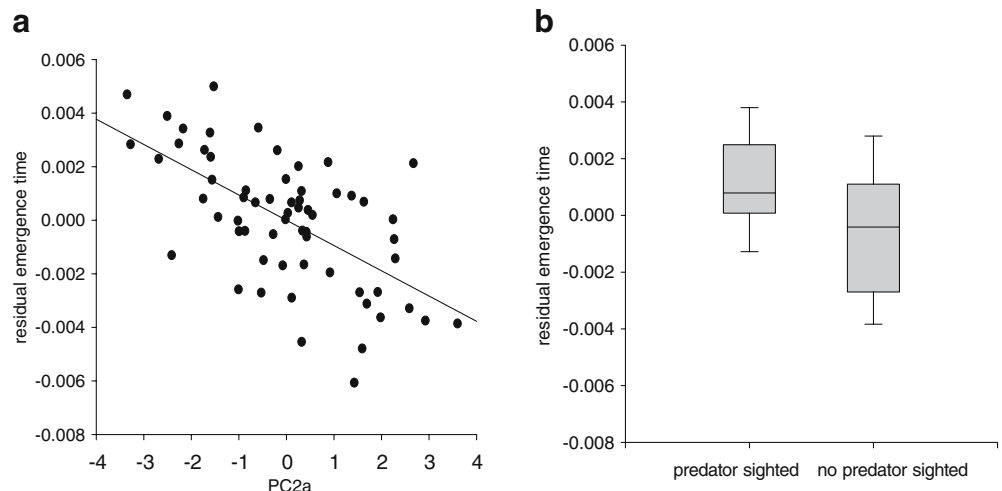 a
0.006
0.004
0.002
0.000
-0.002
-0.004
-0.006
-0.008
residual emergence time
-4 -3 -2 -1 0 1 2 3 4
PC2a
b
0.006
0.004
0.002
0.000
-0.002
-0.004
-0.006
-0.008
residual emergence time
predator sighted no predator sighted